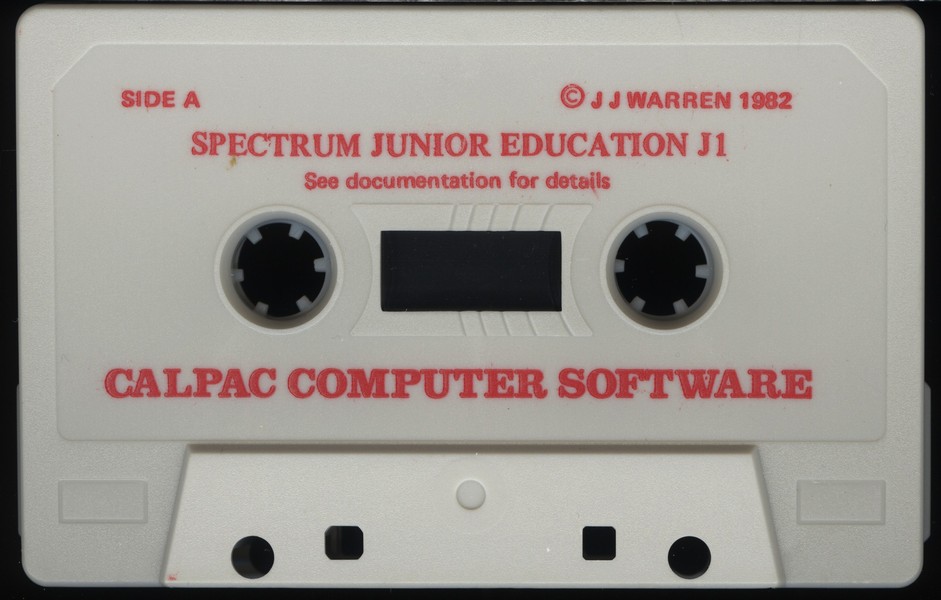 SIDE A
© J J WARREN 1982
SPECTRUM JUNIOR EDUCATION J1
See documentation for details
CALPAC COMPUTER SOFTWARE